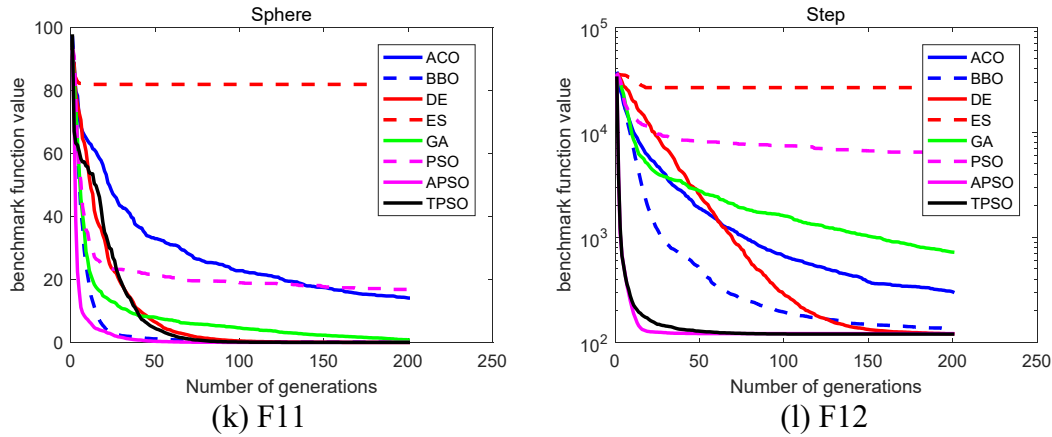 Sphere
benchmark function value
100
80
60
40
20
0
0 50 100 150 200 250
Number of generations
ACO
BBO
DE
ES
GA
PSO
APSO
TPSO
(k) F11
Step
benchmark function value
10^5
10^4
10^3
10^2
0 50 100 150 200 250
Number of generations
ACO
BBO
DE
ES
GA
PSO
APSO
TPSO
(l) F12